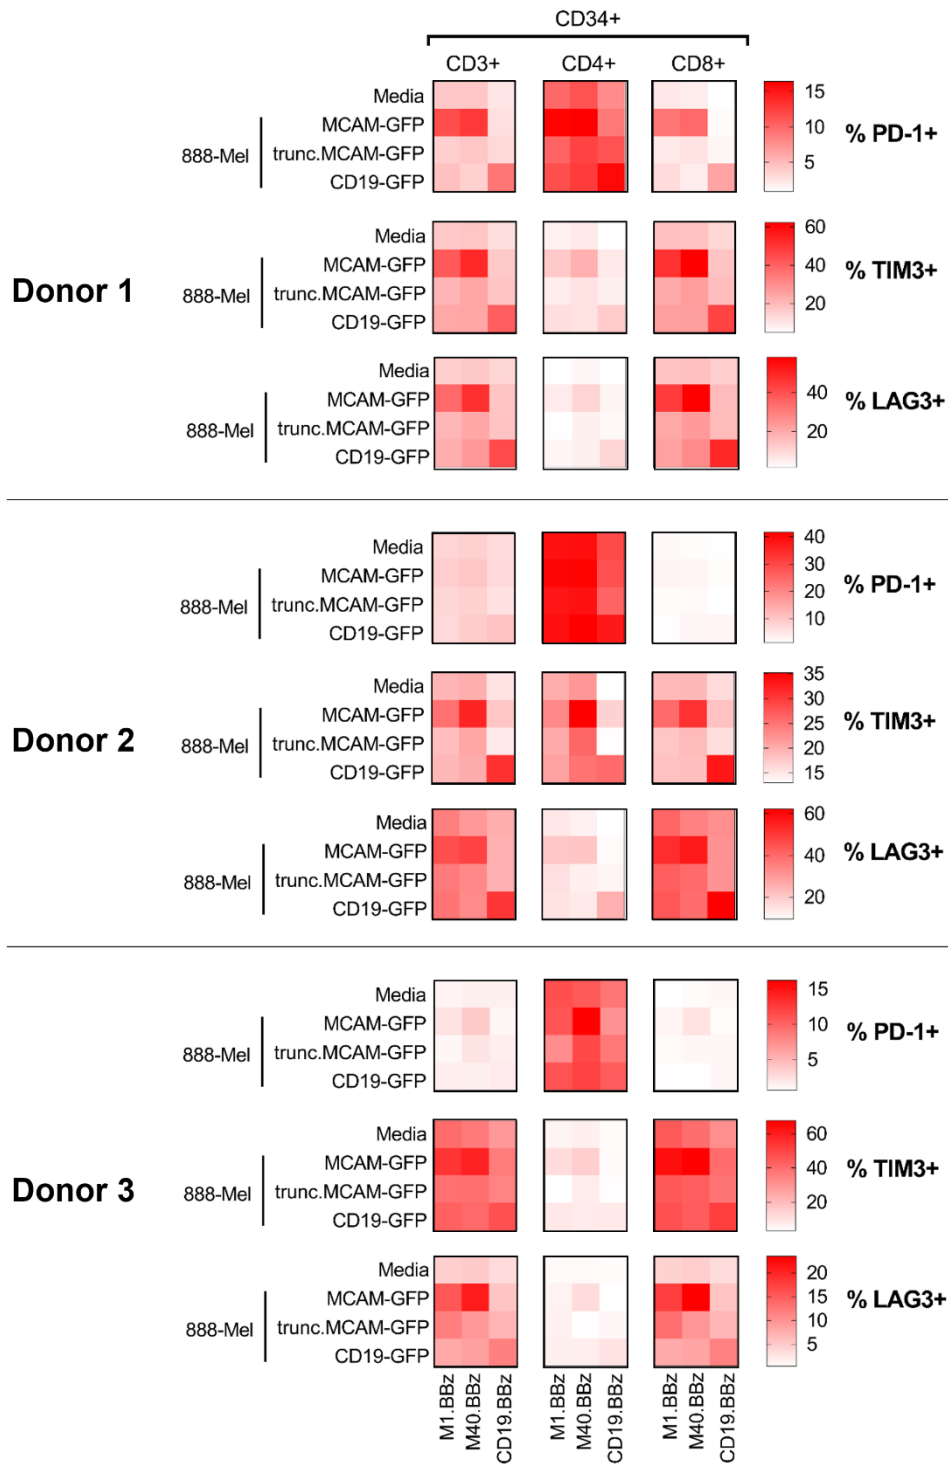 CD34+
CD3+ CD4+ CD8+
Media
MCAM-GFP
888-Mel
trunc.MCAM-GFP
CD19-GFP
15
10
5
% PD-1+
Donor 1
Media
MCAM-GFP
888-Mel
trunc.MCAM-GFP
CD19-GFP
60
40
20
% TIM3+
Media
MCAM-GFP
888-Mel
trunc.MCAM-GFP
CD19-GFP
40
20
% LAG3+
Donor 2
Media
MCAM-GFP
888-Mel
trunc.MCAM-GFP
CD19-GFP
40
30
20
10
% PD-1+
Media
MCAM-GFP
888-Mel
trunc.MCAM-GFP
CD19-GFP
35
30
25
20
15
% TIM3+
Media
MCAM-GFP
888-Mel
trunc.MCAM-GFP
CD19-GFP
60
40
20
% LAG3+
Donor 3
Media
MCAM-GFP
888-Mel
trunc.MCAM-GFP
CD19-GFP
15
10
5
% PD-1+
Media
MCAM-GFP
888-Mel
trunc.MCAM-GFP
CD19-GFP
60
40
20
% TIM3+
Media
MCAM-GFP
888-Mel
trunc.MCAM-GFP
CD19-GFP
20
15
10
5
% LAG3+
M1.BBz
M40.BBz
CD19.BBz
M1.BBz
M40.BBz
CD19.BBz
M1.BBz
M40.BBz
CD19.BBz